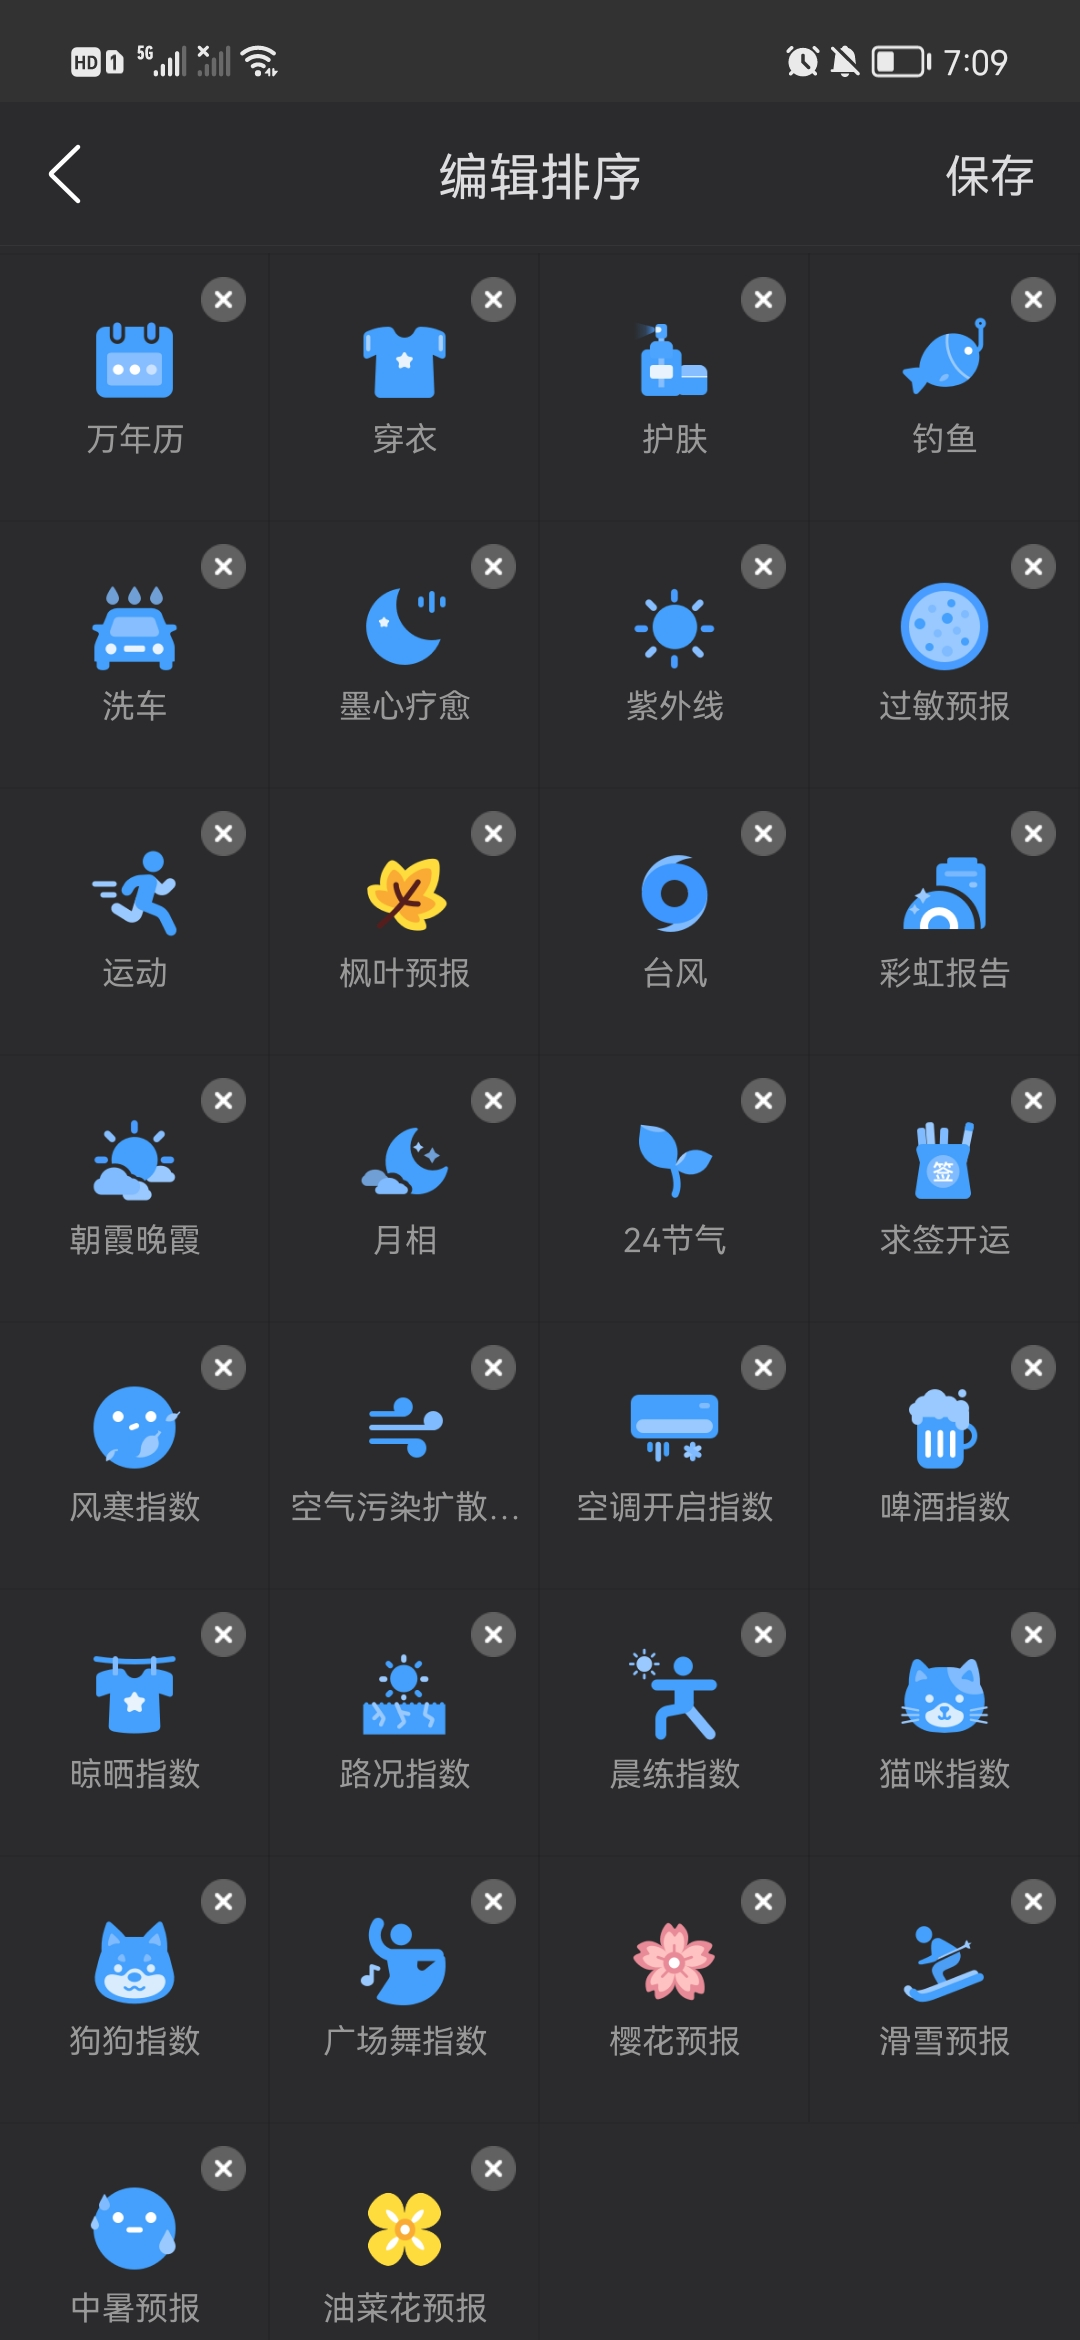 HD 1 5G 7:09
编辑排序 保存
万年历 穿衣 护肤 钓鱼
洗车 墨心疗愈 紫外线 过敏预报
运动 枫叶预报 台风 彩虹报告
签
朝霞晚霞 月相 24节气 求签开运
风寒指数 空气污染扩散... 空调开启指数 啤酒指数
晾晒指数 路况指数 晨练指数 猫咪指数
狗狗指数 广场舞指数 樱花预报 滑雪预报
中暑预报 油菜花预报